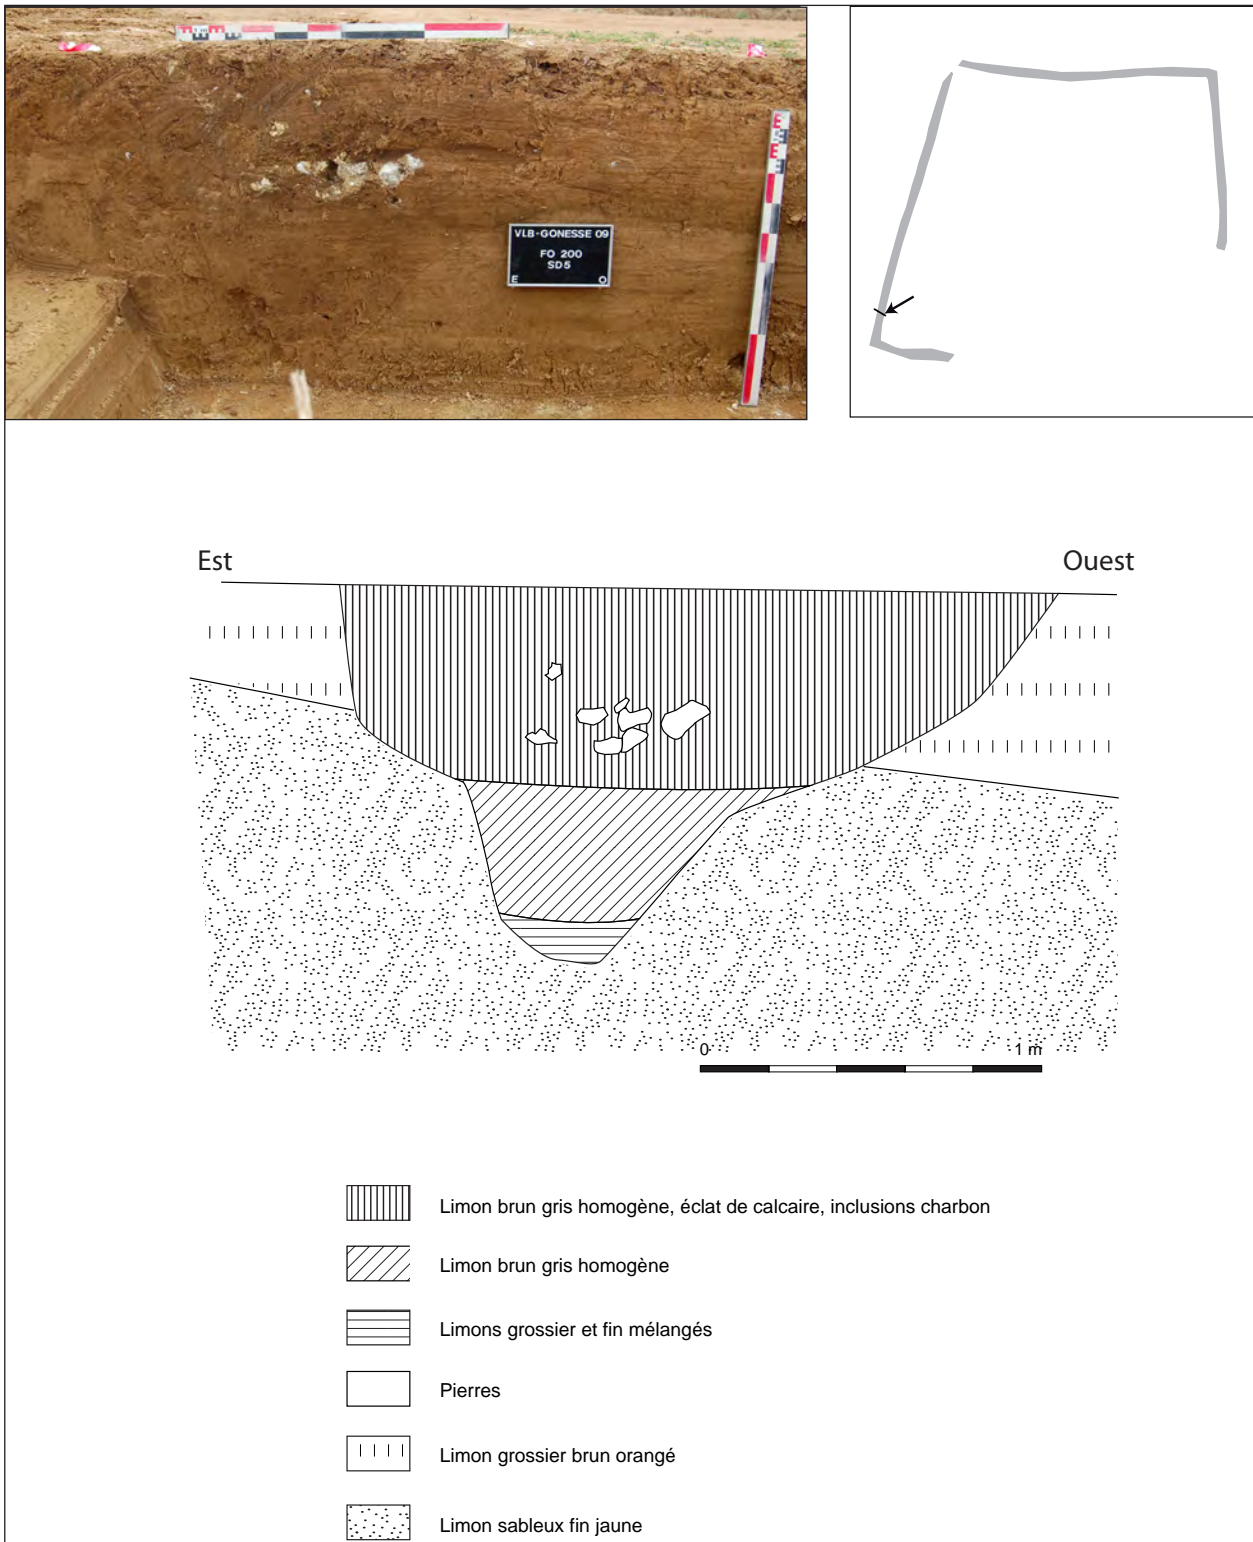 1 m
VLB-GONESSE 09
FO 200
SD5
E O
Est Ouest
0 1 m
Limon brun gris homogène, éclat de calcaire, inclusions charbon
Limon brun gris homogène
Limons grossier et fin mélangés
Pierres
Limon grossier brun orangé
Limon sableux fin jaune